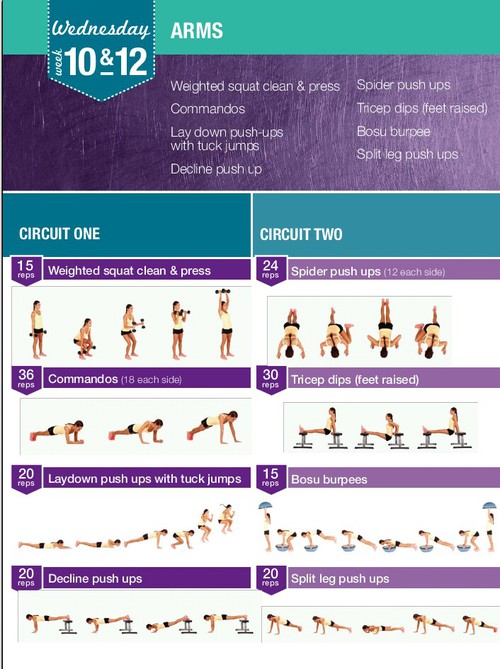 Wednesday
week 10 & 12
ARMS
Weighted squat clean & press
Commandos
Lay down push-ups
with tuck jumps
Decline push up
Spider push ups
Tricep dips (feet raised)
Bosu burpee
Split leg push ups
CIRCUIT ONE
15 reps Weighted squat clean & press
36 reps Commandos (18 each side)
20 reps Laydown push ups with tuck jumps
20 reps Decline push ups
CIRCUIT TWO
24 reps Spider push ups (12 each side)
30 reps Tricep dips (feet raised)
15 reps Bosu burpees
20 reps Split leg push ups